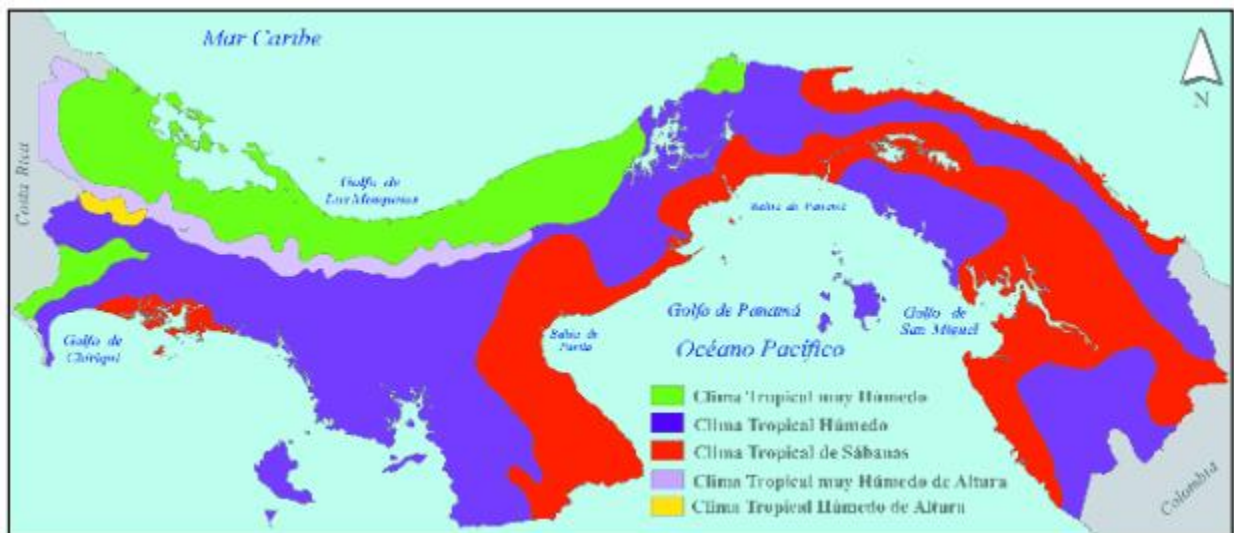 Mar Caribe
N
Costa Rica
Golfo de
Los Mosquitos
Bahía de Panamá
Golfo de Panamá
Golfo de
San Miguel
Golfo de
Chiriquí
Bahía de
Parita
Océano Pacífico
Clima Tropical muy Húmedo
Clima Tropical Húmedo
Clima Tropical de Sábanas
Clima Tropical muy Húmedo de Altura
Clima Tropical Húmedo de Altura
Colombia